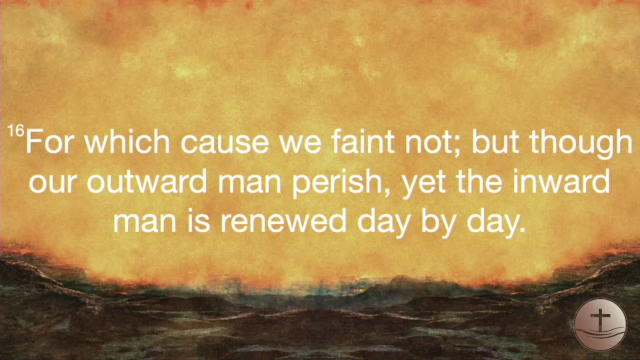 16For which cause we faint not; but though
our outward man perish, yet the inward
man is renewed day by day.